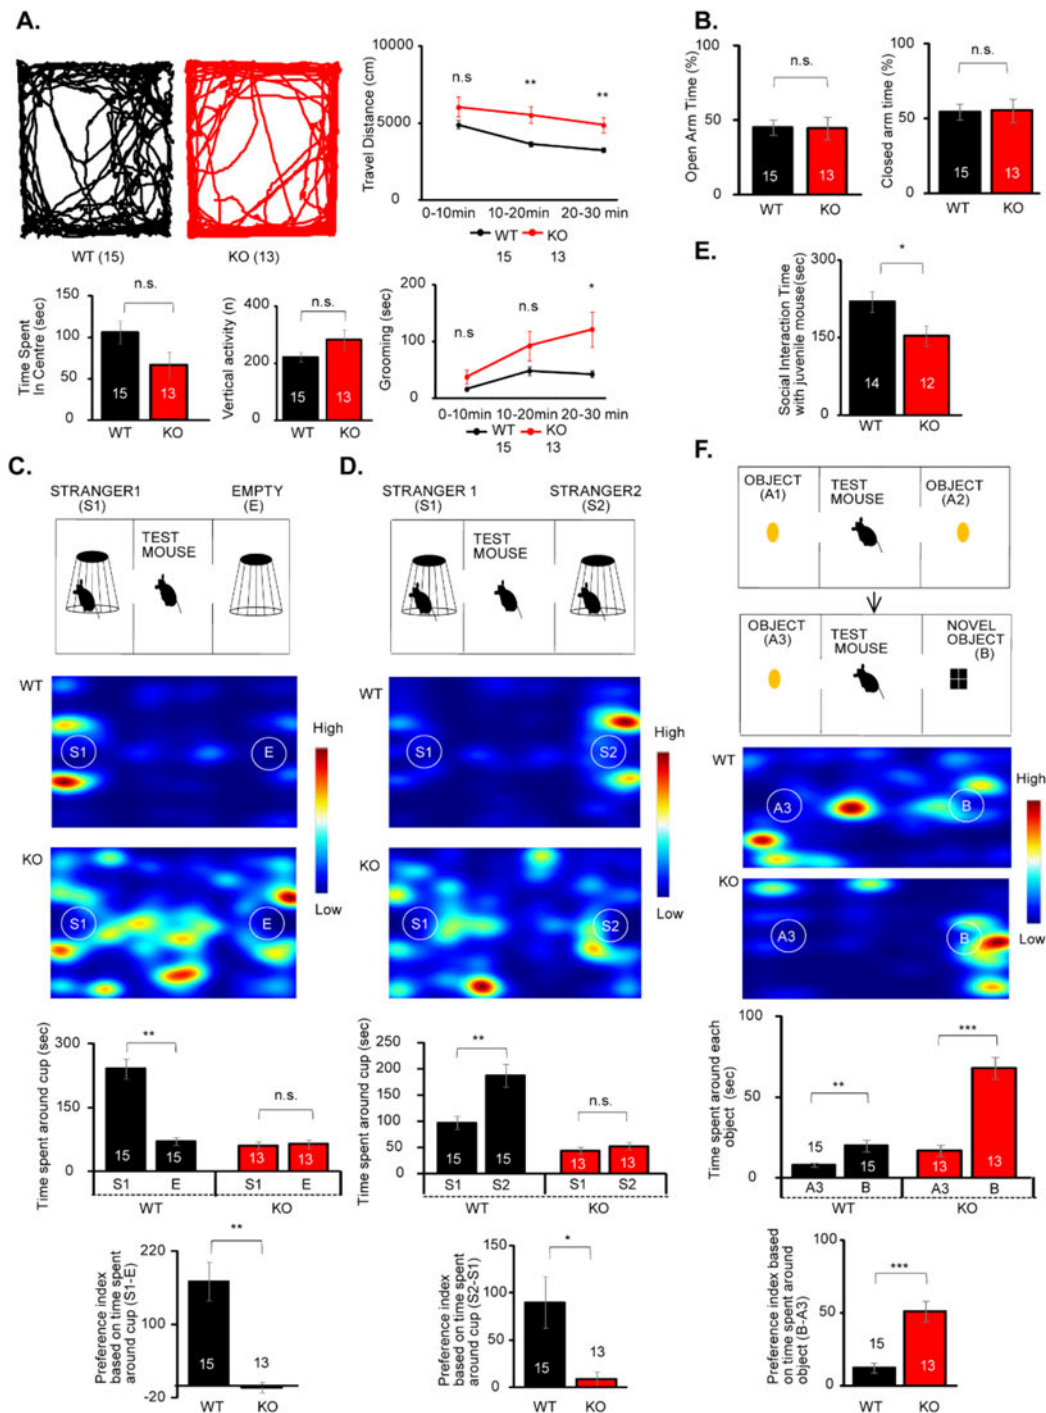 A.
WT (15)
KO (13)
Travel Distance (cm)
10000
5000
0
n.s
**
**
0-10min
10-20min
20-30 min
WT
KO
15
13
Time Spent
In Centre (sec)
100
50
0
n.s.
15
13
WT
KO
Vertical activity (n)
400
200
0
n.s.
15
13
WT
KO
Grooming (sec)
200
100
0
n.s
n.s
*
0-10min
10-20min
20-30 min
WT
KO
15
13
B.
Open Arm Time (%)
100
50
0
n.s.
15
13
WT
KO
Closed arm time (%)
100
50
0
n.s.
15
13
WT
KO
E.
Social Interaction Time
with juvenile mouse(sec)
300
150
0
*
14
12
WT
KO
C.
STRANGER1
(S1)
EMPTY
(E)
TEST
MOUSE
WT
S1
E
High
Low
KO
S1
E
Time spent around cup (sec)
300
150
0
**
n.s.
15
15
13
13
S1
E
S1
E
WT
KO
Preference index
based on time spent
around cup (S1-E)
220
100
-20
**
15
13
WT
KO
D.
STRANGER 1
(S1)
STRANGER2
(S2)
TEST
MOUSE
WT
S1
S2
High
Low
KO
S1
S2
Time spent around cup (sec)
250
200
150
100
50
0
**
n.s.
15
15
13
13
S1
S2
S1
S2
WT
KO
Preference index
based on time spent
around cup (S2-S1)
150
100
50
0
*
15
13
WT
KO
F.
OBJECT
(A1)
TEST
MOUSE
OBJECT
(A2)
OBJECT
(A3)
TEST
MOUSE
NOVEL
OBJECT
(B)
WT
A3
B
High
Low
KO
A3
B
Time spent around each
object (sec)
100
50
0
**
***
15
15
13
13
A3
B
A3
B
WT
KO
Preference index based
on time spent around
object (B-A3)
100
50
0
***
15
13
WT
KO